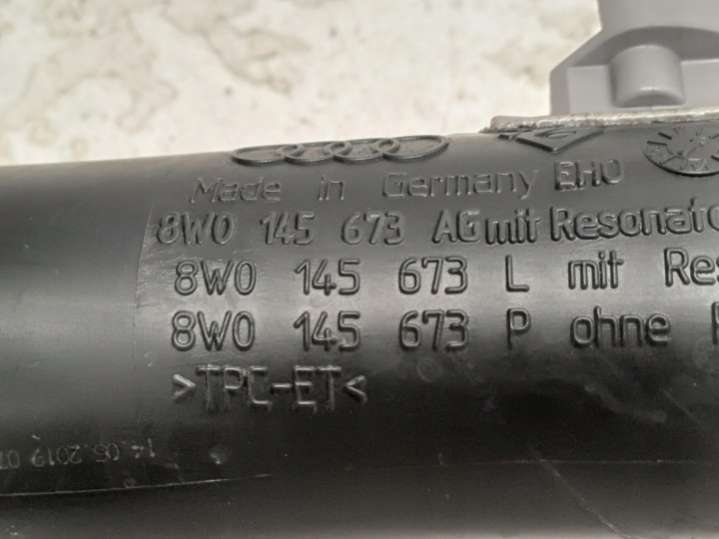 Made in Germany EHO
8W0 145 673 AG mit Resonato
8W0 145 673 L mit Res
8W0 145 673 P ohne
>TPC-ET<
14.05.2019 07